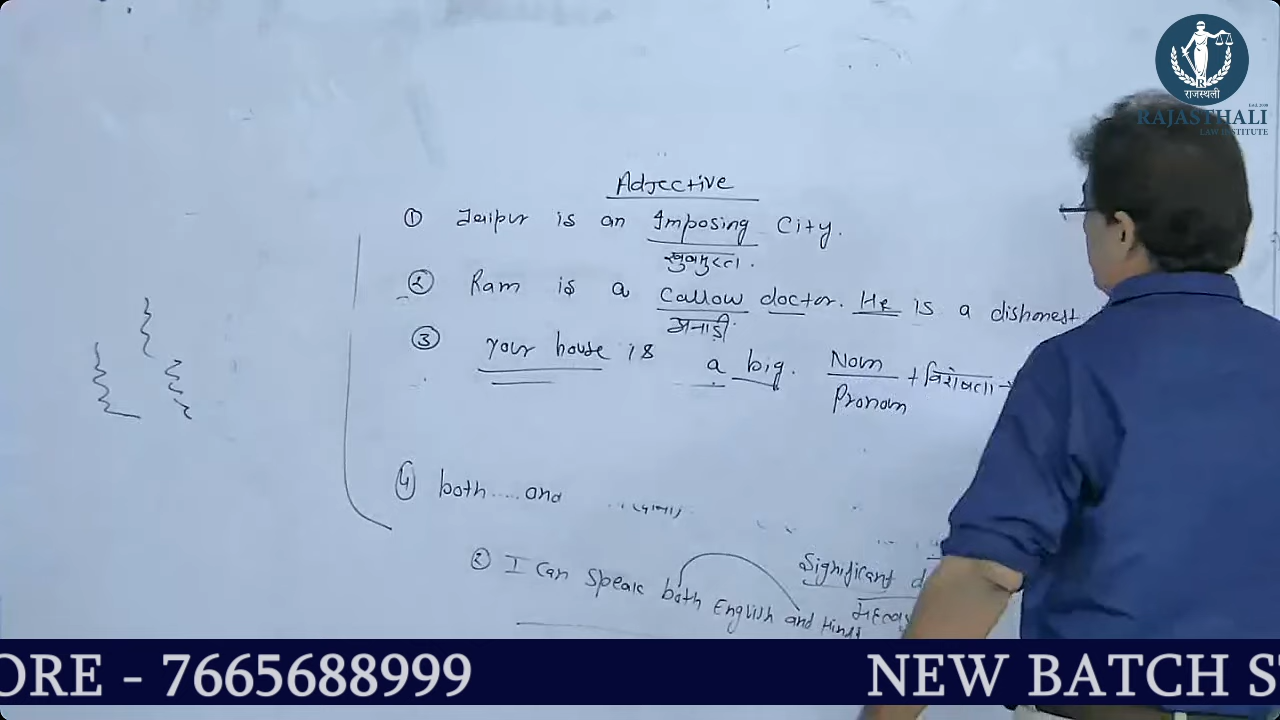 राजस्थली
RAJASTHALI
LAW INSTITUTE
Adjective
① Jaipur is an Imposing City.
खुबसुरत.
② Ram is a Callow doctor. He is a dishonest
अनाड़ी
③ Your house is a big. Noun
Pronoun + विशेषता
④ both.....and
② I Can Speak both English and Hindi
Significant
ORE - 7665688999 NEW BATCH S